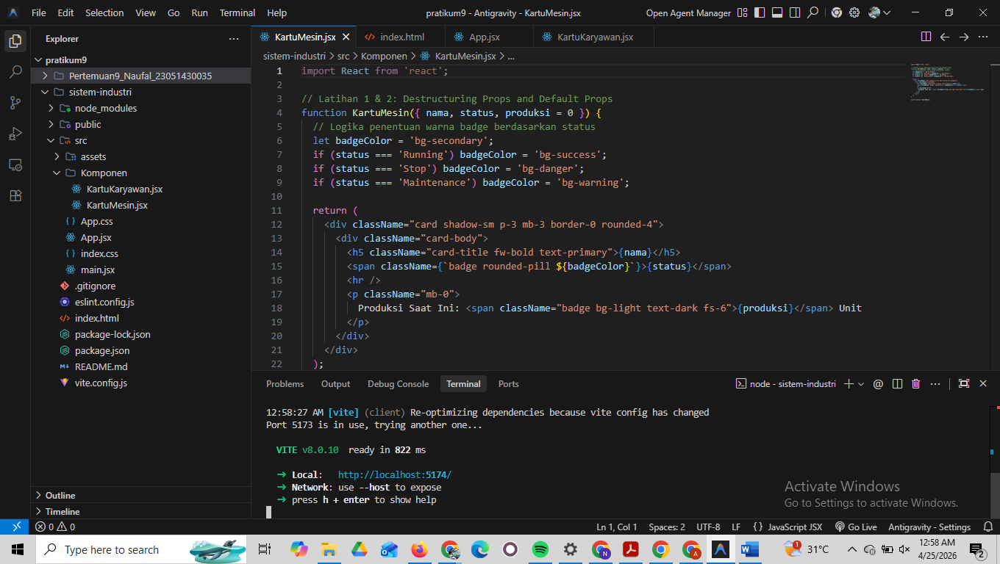 File Edit Selection View Go Run Terminal Help
pratikum9 - Antigravity - KartuMesin.jsx
Open Agent Manager
Explorer
pratikum9
Pertemuan9_Naufal_23051430035
sistem-industri
node_modules
public
src
assets
Komponen
KartuKaryawan.jsx
KartuMesin.jsx
App.css
App.jsx
index.css
main.jsx
.gitignore
eslint.config.js
index.html
package-lock.json
package.json
README.md
vite.config.js
Outline
Timeline
KartuMesin.jsx index.html App.jsx KartuKaryawan.jsx
sistem-industri > src > Komponen > KartuMesin.jsx > ...
1 import React from 'react';
2
3 // Latihan 1 & 2: Destructuring Props and Default Props
4 function KartuMesin({ nama, status, produksi = 0 }) {
5 // Logika penentuan warna badge berdasarkan status
6 let badgeColor = 'bg-secondary';
7 if (status === 'Running') badgeColor = 'bg-success';
8 if (status === 'Stop') badgeColor = 'bg-danger';
9 if (status === 'Maintenance') badgeColor = 'bg-warning';
10
11 return (
12 <div className="card shadow-sm p-3 mb-3 border-0 rounded-4">
13 <div className="card-body">
14 <h5 className="card-title fw-bold text-primary">{nama}</h5>
15 <span className={`badge rounded-pill ${badgeColor}`}>{status}</span>
16 <hr />
17 <p className="mb-0">
18 Produksi Saat Ini: <span className="badge bg-light text-dark fs-6">{produksi}</span> Unit
19 </p>
20 </div>
21 </div>
22 );
Problems Output Debug Console Terminal Ports
node - sistem-industri
12:58:27 AM [vite] (client) Re-optimizing dependencies because vite config has changed
Port 5173 is in use, trying another one...
VITE v8.0.10 ready in 822 ms
➜ Local: http://localhost:5174/
➜ Network: use --host to expose
➜ press h + enter to show help
Activate Windows
Go to Settings to activate Windows.
0 0
Ln 1, Col 1 Spaces: 2 UTF-8 LF {} JavaScript JSX Go Live Antigravity - Settings
Type here to search
31°C
12:58 AM
4/25/2026
2